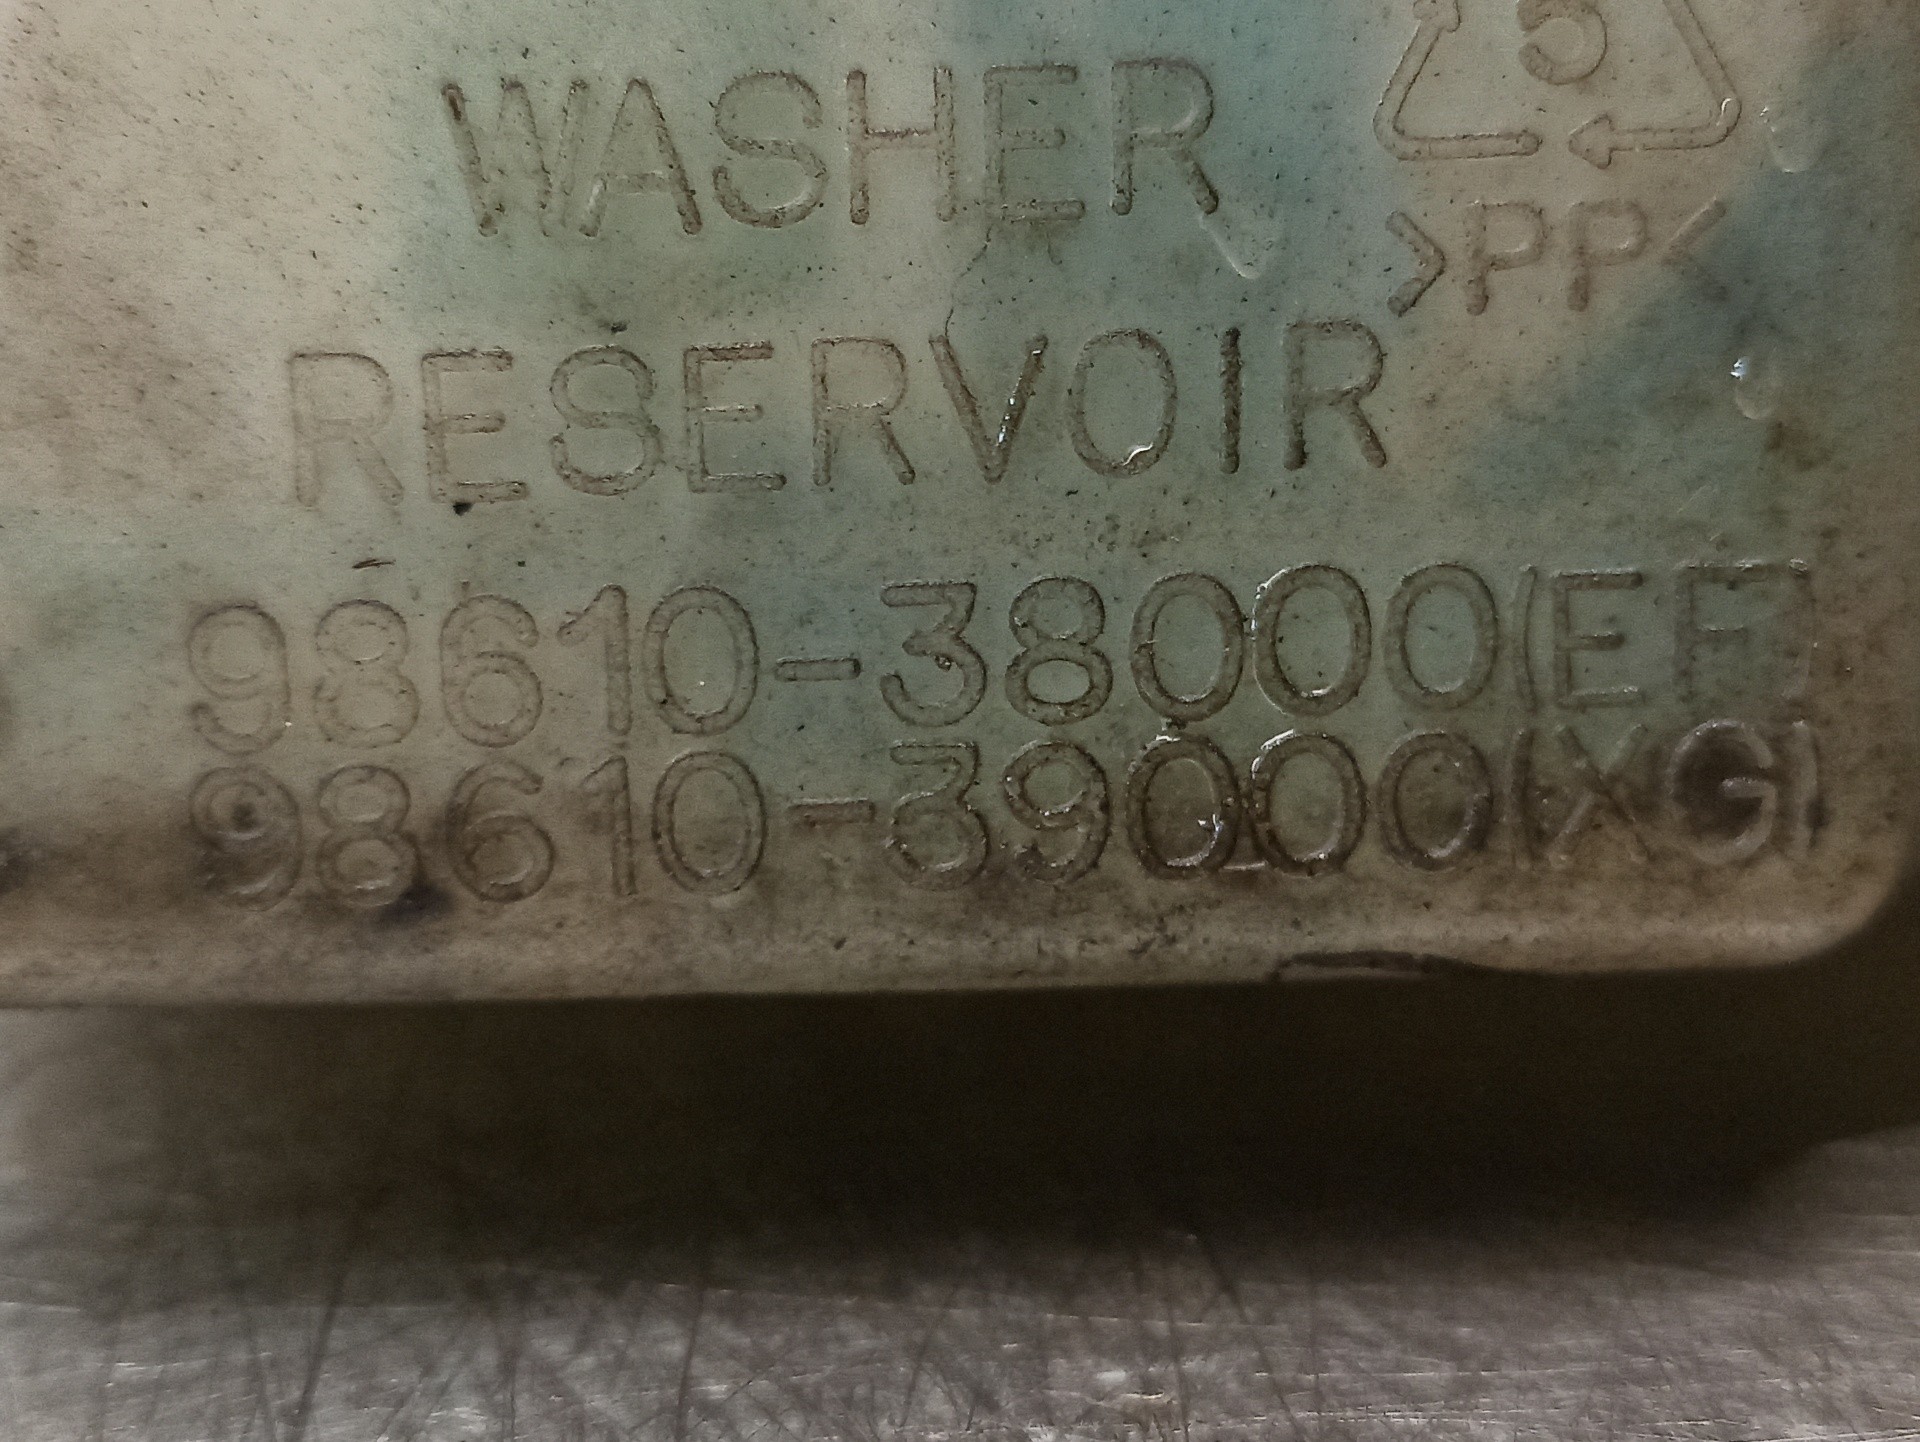 5
WASHER
>PP<
RESERVOIR
98610-38000(EF)
98610-39000(XG)